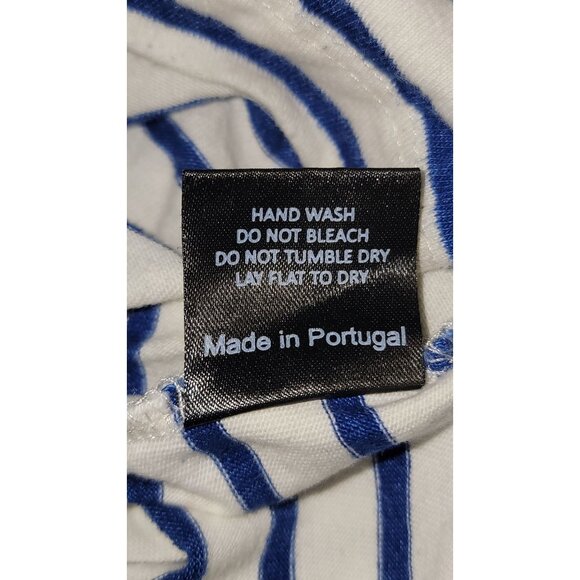 HAND WASH
DO NOT BLEACH
DO NOT TUMBLE DRY
LAY FLAT TO DRY
Made in Portugal